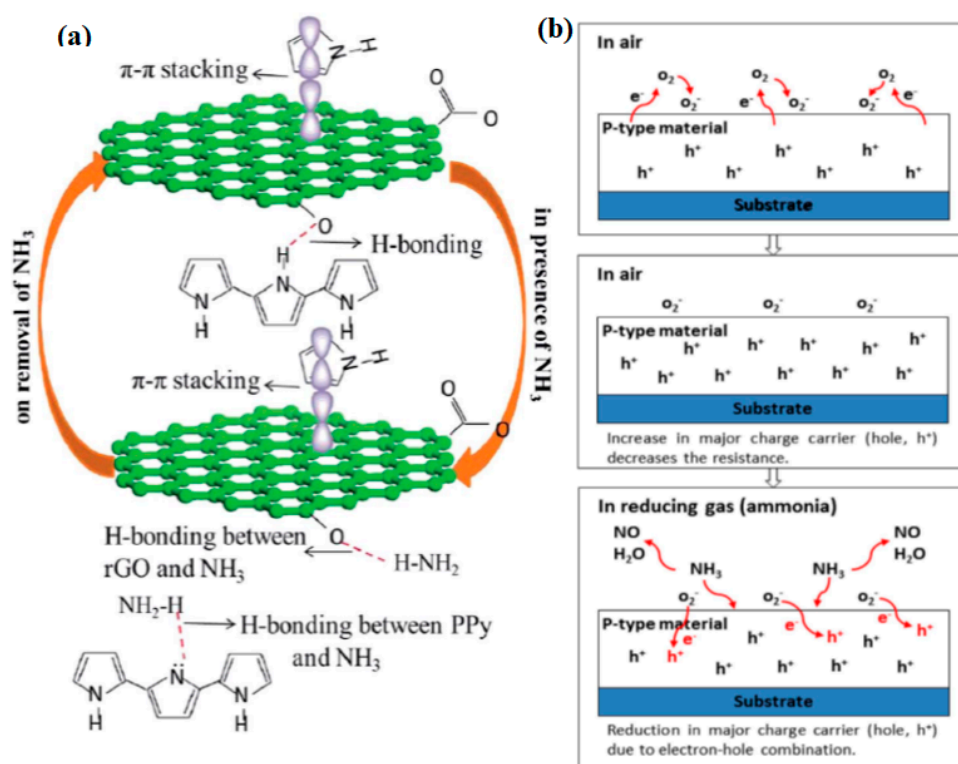 (a)
N-H
π-π stacking
O
O
O
H
H-bonding
N
N
N
H
H
on removal of NH₃
in presence of NH₃
N-H
π-π stacking
O
O
O
H-bonding between
rGO and NH₃
H-NH₂
NH₂-H
H-bonding between PPy
and NH₃
N
N̈
N
H
H
(b)
In air
O₂ O₂ O₂
e⁻ O₂⁻ e⁻ O₂⁻ O₂⁻ e⁻
P-type material
h⁺ h⁺ h⁺
h⁺ h⁺ h⁺ h⁺
Substrate
In air
O₂⁻ O₂⁻ O₂⁻
P-type material
h⁺ h⁺ h⁺ h⁺
h⁺ h⁺
h⁺ h⁺ h⁺ h⁺
Substrate
Increase in major charge carrier (hole, h⁺)
decreases the resistance.
In reducing gas (ammonia)
NO NO
H₂O H₂O
NH₃ NH₃
O₂⁻ O₂⁻ O₂⁻
P-type material
e⁻ e⁻ e⁻
h⁺ h⁺ h⁺ h⁺
h⁺ h⁺ h⁺
h⁺ h⁺ h⁺ h⁺
Substrate
Reduction in major charge carrier (hole, h⁺)
due to electron-hole combination.